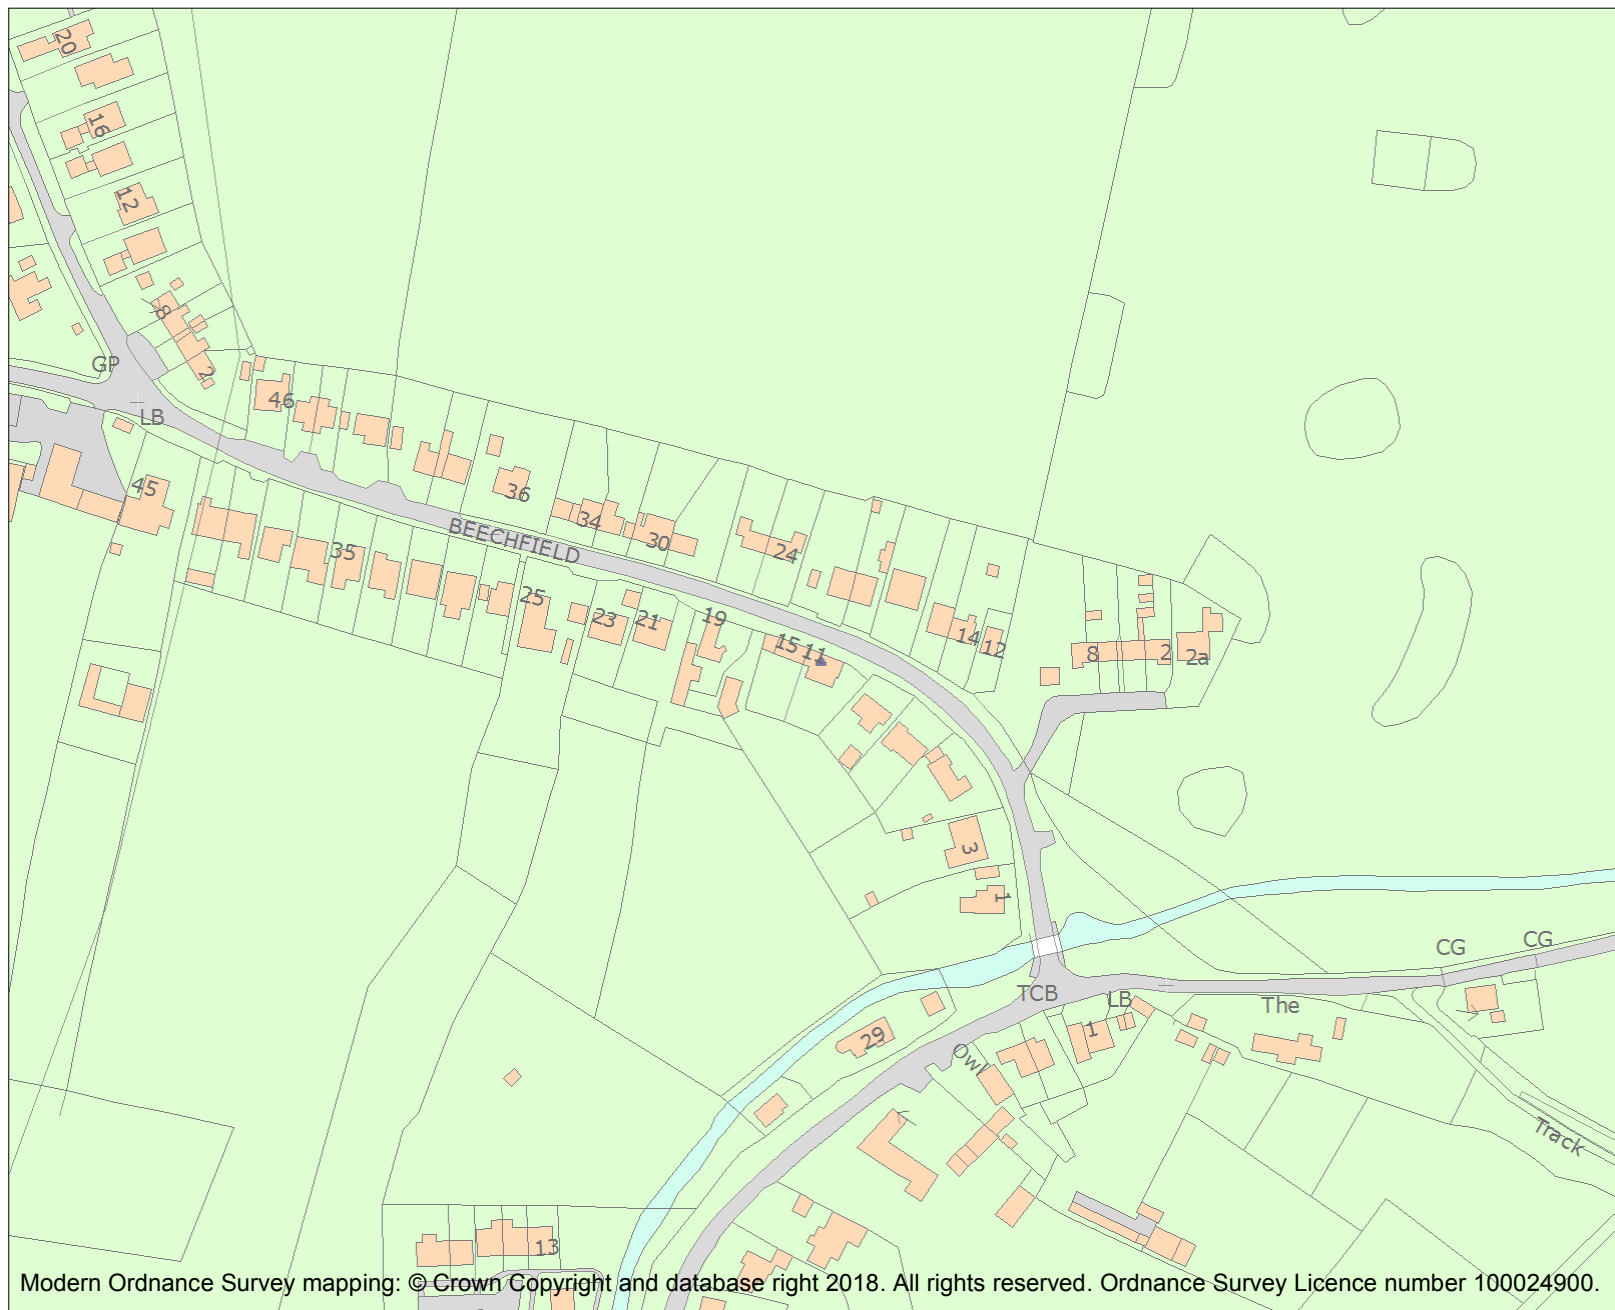 20
16
12
8
2
GP
LB
46
45
36
34
30
BEECHFIELD
24
35
25
23
21
19
15
11
14
12
8
2
2a
3
1
TCB
LB
The
CG
CG
29
Owl
1
Track
13
Modern Ordnance Survey mapping: © Crown Copyright and database right 2018. All rights reserved. Ordnance Survey Licence number 100024900.